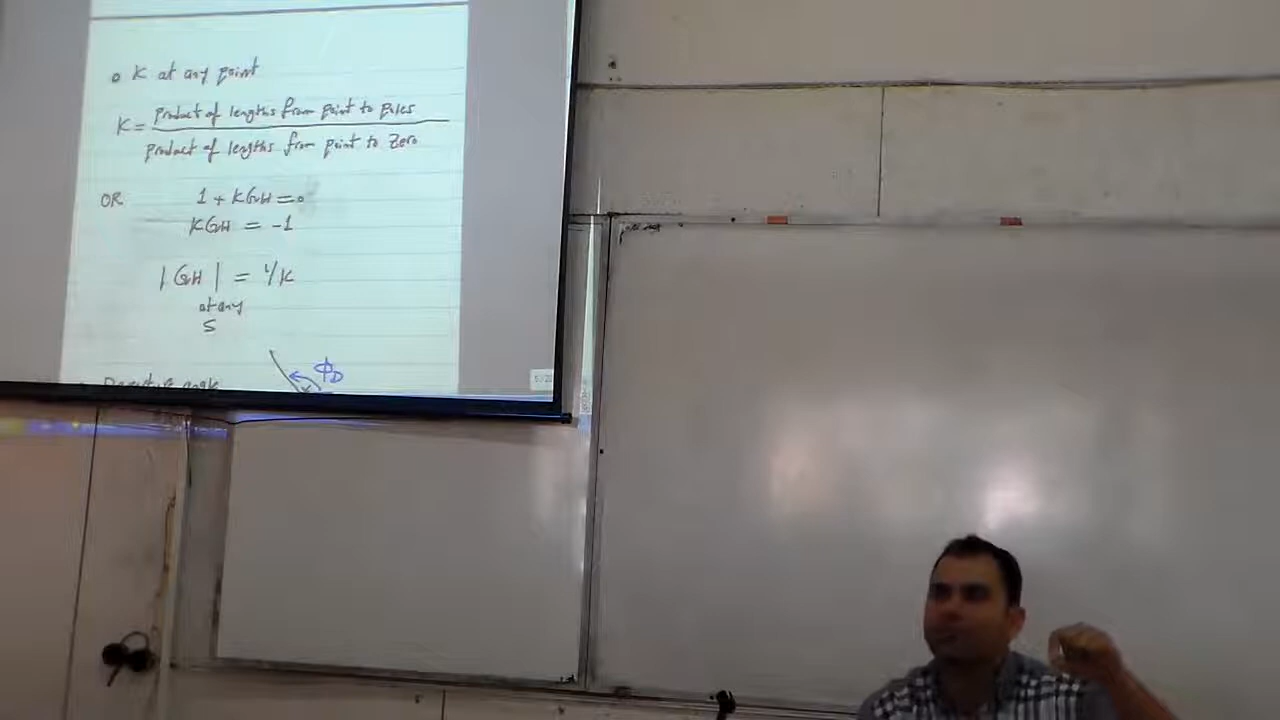 o K at any point
K = product of lengths from point to poles
product of lengths from point to Zero
OR 1 + KGH = 0
KGH = -1
| GH | = 1/K
at any
S
ϕD